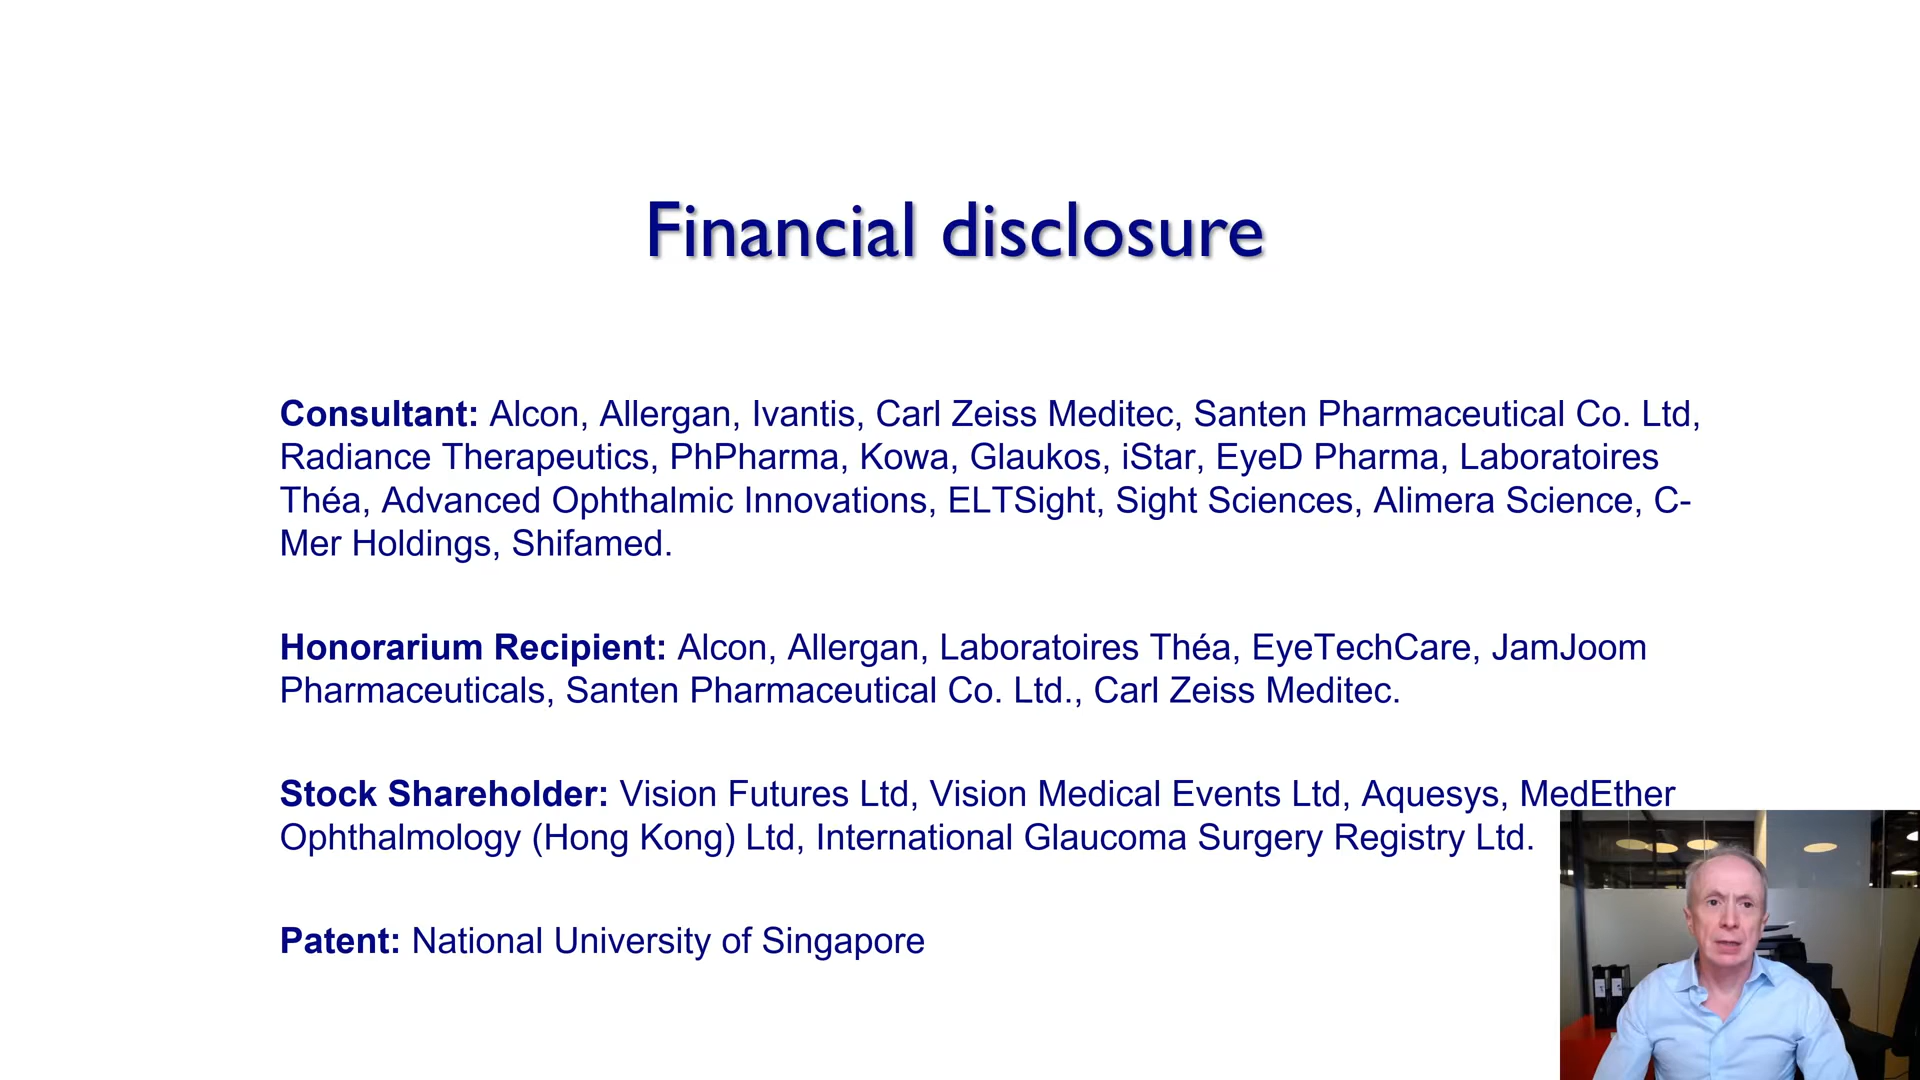 Financial disclosure
Consultant: Alcon, Allergan, Ivantis, Carl Zeiss Meditec, Santen Pharmaceutical Co. Ltd,
Radiance Therapeutics, PhPharma, Kowa, Glaukos, iStar, EyeD Pharma, Laboratoires
Théa, Advanced Ophthalmic Innovations, ELTSight, Sight Sciences, Alimera Science, C-
Mer Holdings, Shifamed.
Honorarium Recipient: Alcon, Allergan, Laboratoires Théa, EyeTechCare, JamJoom
Pharmaceuticals, Santen Pharmaceutical Co. Ltd., Carl Zeiss Meditec.
Stock Shareholder: Vision Futures Ltd, Vision Medical Events Ltd, Aquesys, MedEther
Ophthalmology (Hong Kong) Ltd, International Glaucoma Surgery Registry Ltd.
Patent: National University of Singapore